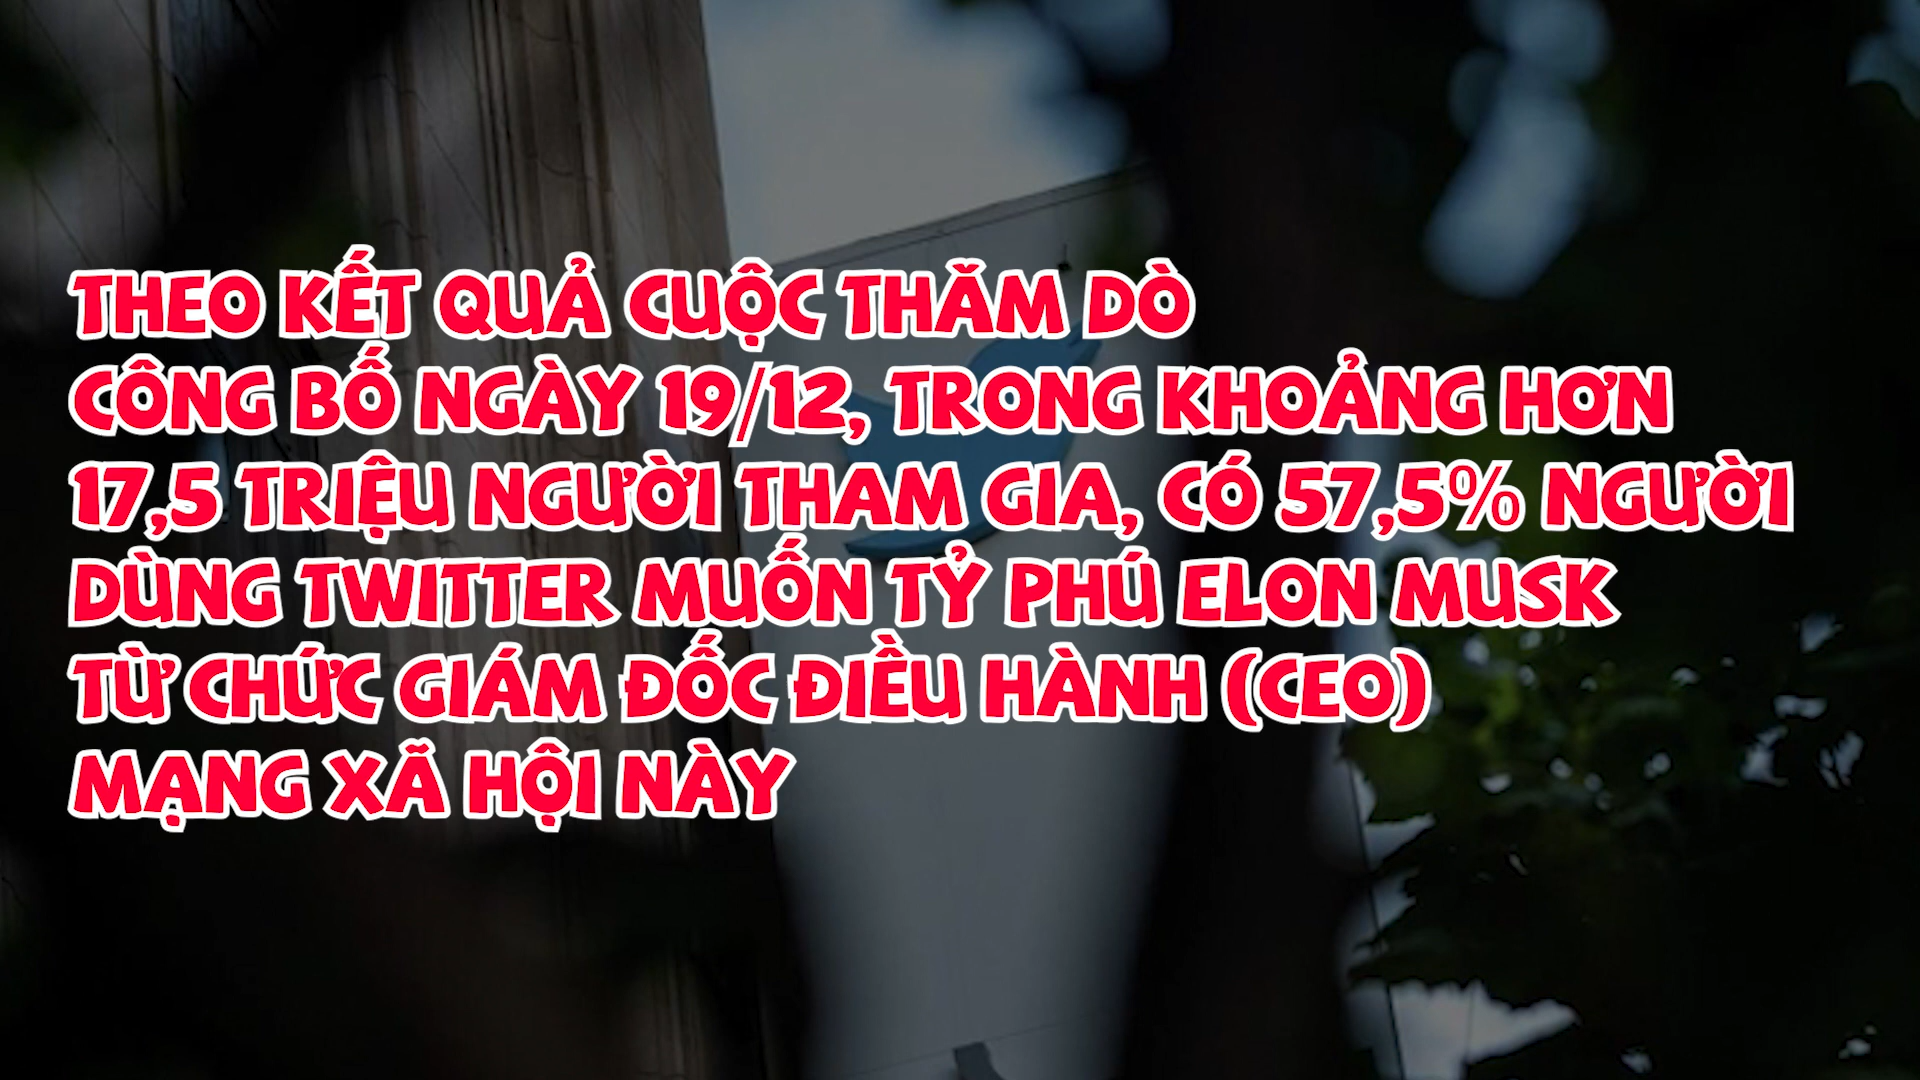 THEO KẾT QUẢ CUỘC THĂM DÒ
CÔNG BỐ NGÀY 19/12, TRONG KHOẢNG HƠN
17,5 TRIỆU NGƯỜI THAM GIA, CÓ 57,5% NGƯỜI
DÙNG TWITTER MUỐN TỶ PHÚ ELON MUSK
TỪ CHỨC GIÁM ĐỐC ĐIỀU HÀNH (CEO)
MẠNG XÃ HỘI NÀY